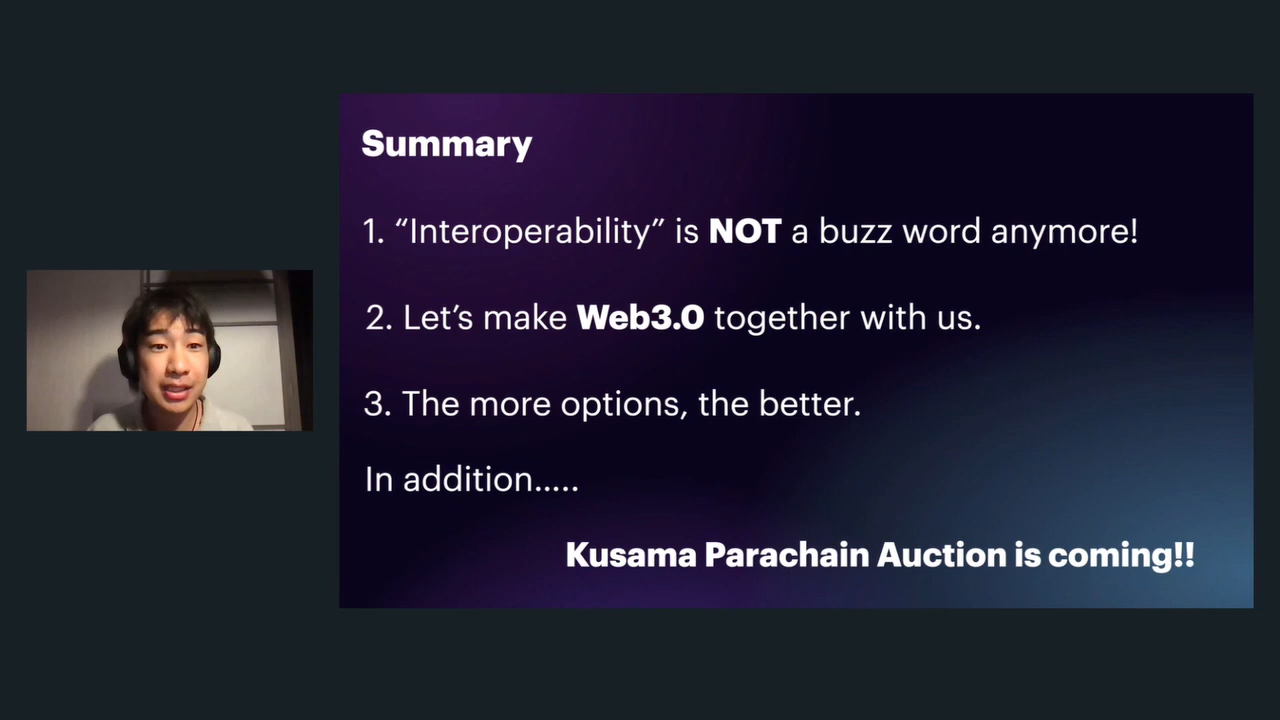 Summary
1. “Interoperability” is NOT a buzz word anymore!
2. Let’s make Web3.0 together with us.
3. The more options, the better.
In addition.....
Kusama Parachain Auction is coming!!